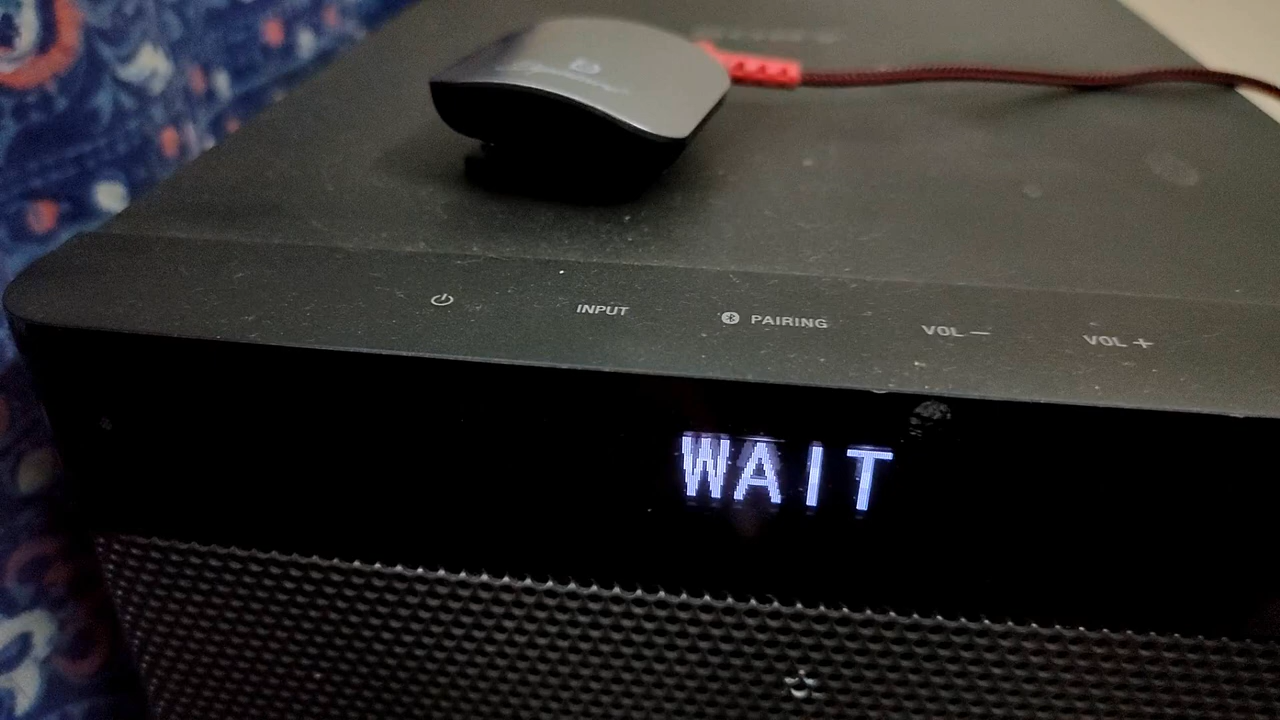 INPUT
PAIRING
VOL –
VOL +
WAIT